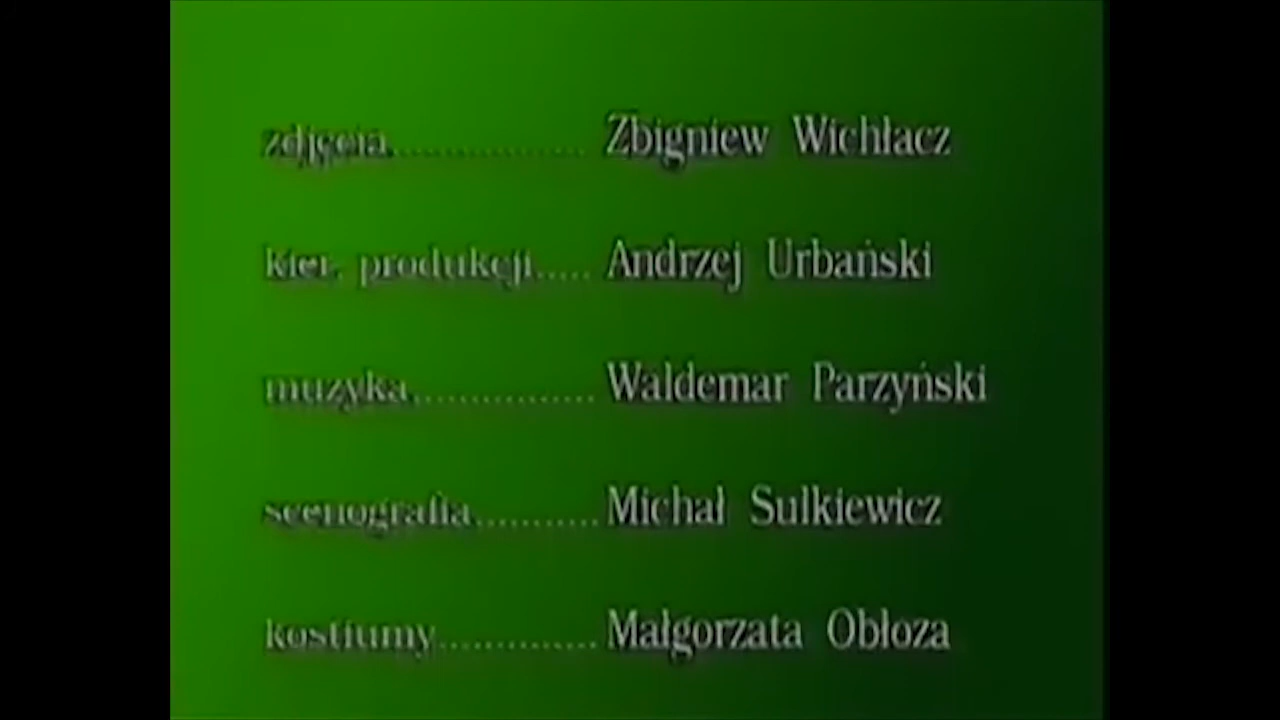 zdjęcia................ Zbigniew Wichłacz
kier. produkcji..... Andrzej Urbański
muzyka................ Waldemar Parzyński
scenografia........... Michał Sulkiewicz
kostiumy.............. Małgorzata Obłoza